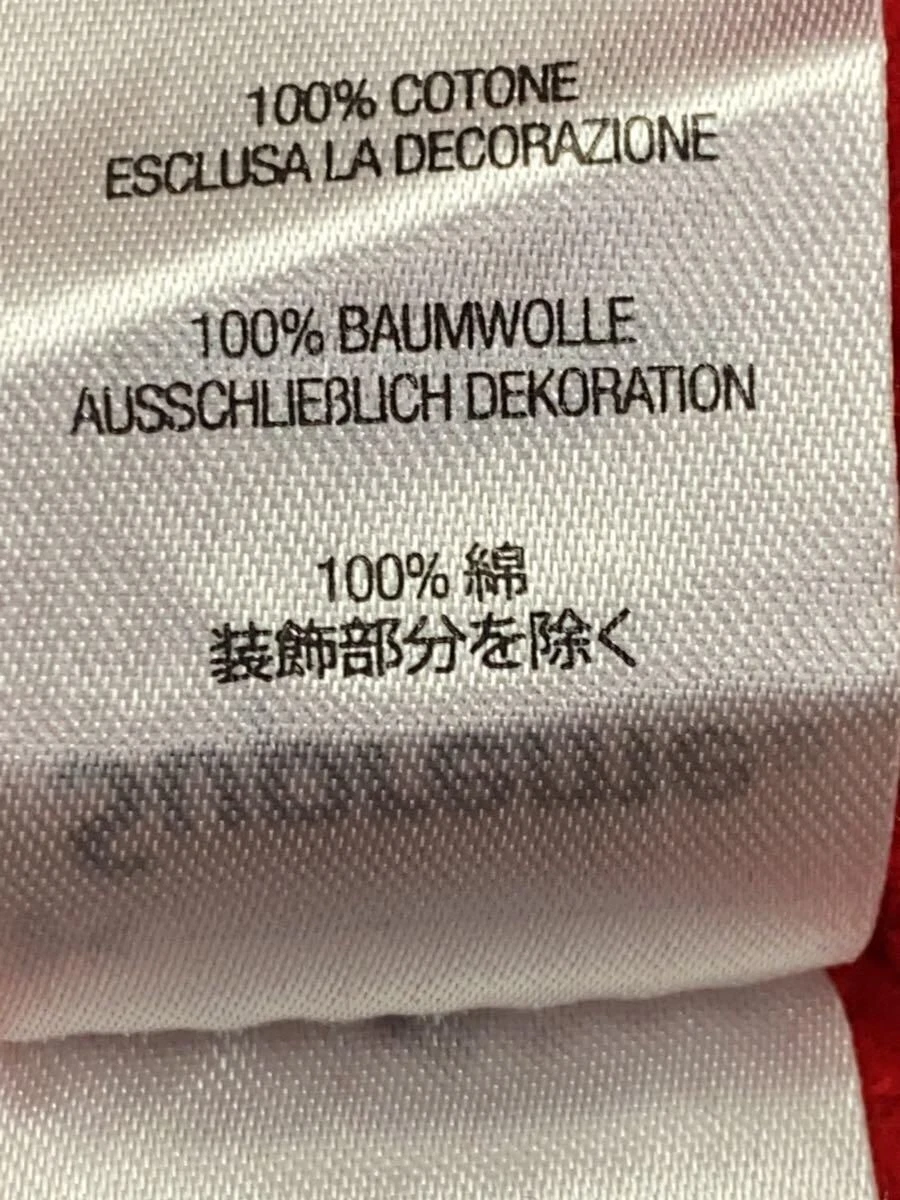 100% COTONE
ESCLUSA LA DECORAZIONE
100% BAUMWOLLE
AUSSCHLIEßLICH DEKORATION
100% 綿
装飾部分を除く